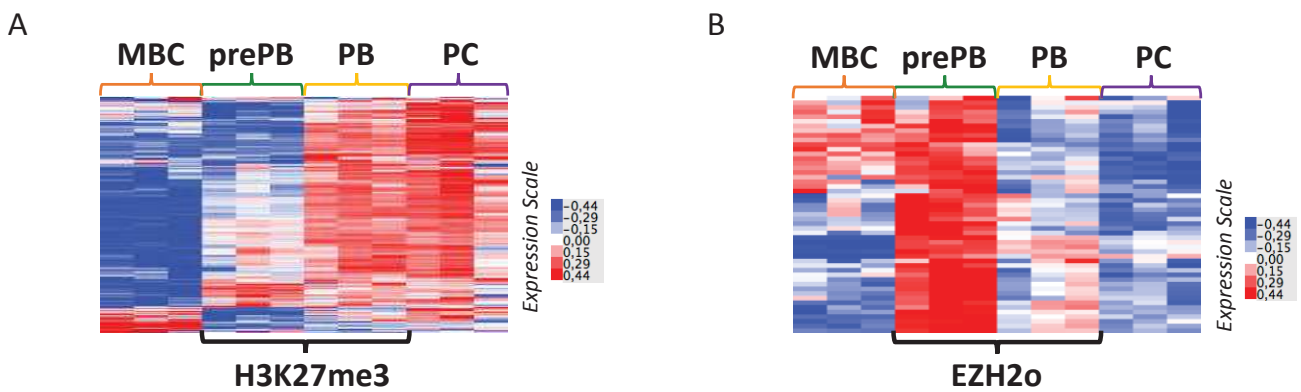 A
MBC prePB PB PC
Expression Scale
-0,44
-0,29
-0,15
0,00
0,15
0,29
0,44
H3K27me3
B
MBC prePB PB PC
Expression Scale
-0,44
-0,29
-0,15
0,00
0,15
0,29
0,44
EZH2o